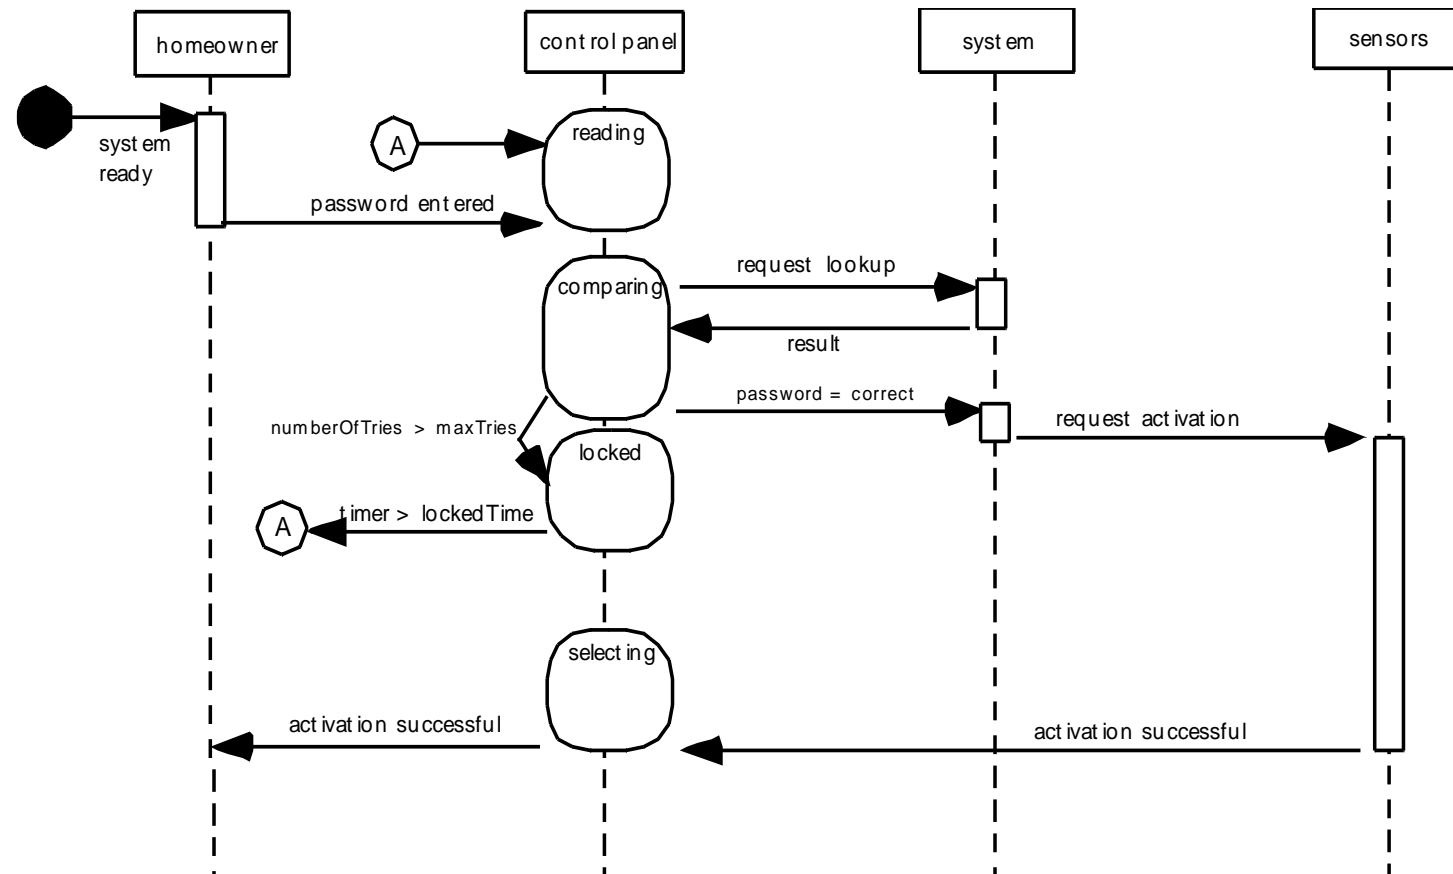 homeowner
control panel
system
sensors
system
ready
A
reading
password entered
comparing
request lookup
result
password = correct
request activation
numberOfTries > maxTries
locked
A
timer > lockedTime
selecting
activation successful
activation successful